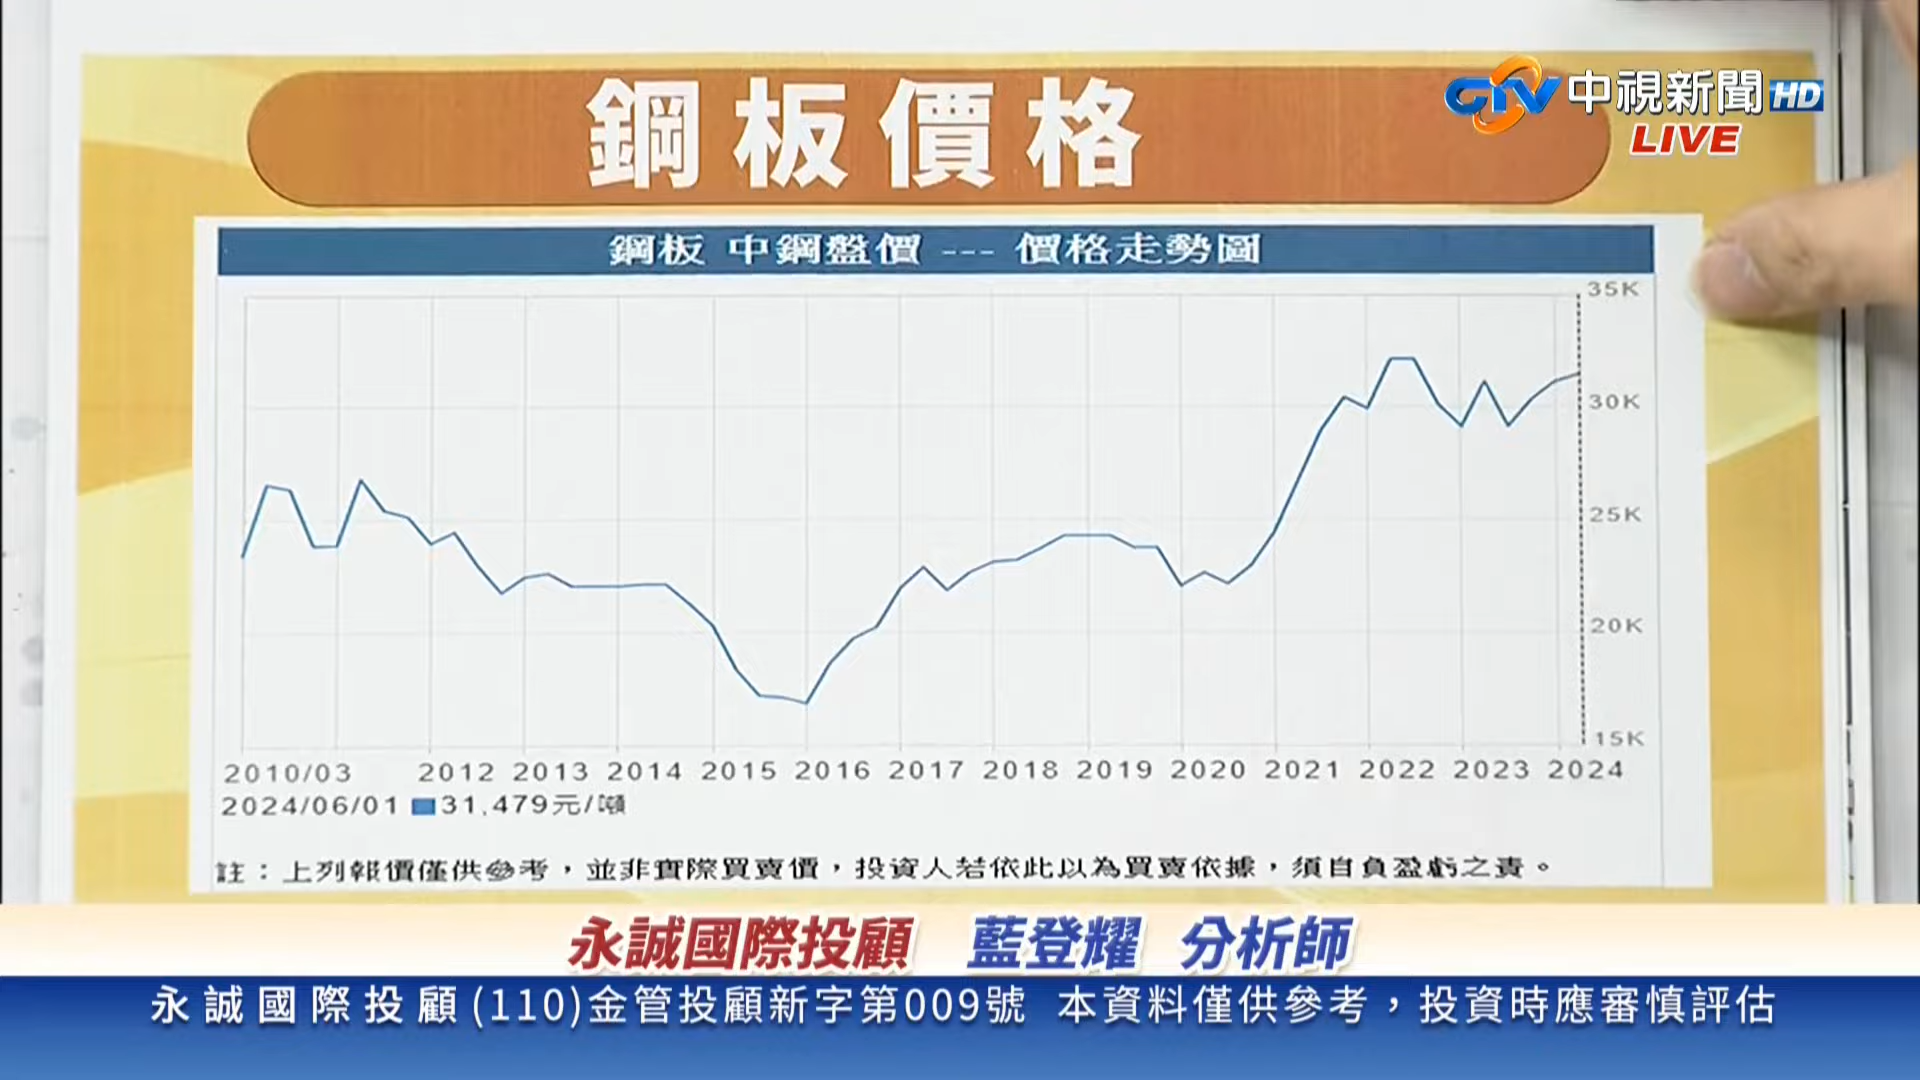 鋼板價格
CTV中視新聞HD
LIVE
鋼板 中鋼盤價 --- 價格走勢圖
35K
30K
25K
20K
15K
2010/03 2012 2013 2014 2015 2016 2017 2018 2019 2020 2021 2022 2023 2024
2024/06/01 31,479元/噸
註：上列報價僅供參考，並非實際買賣價，投資人若依此以為買賣依據，須自負盈虧之責。
永誠國際投顧 藍登耀 分析師
永誠國際投顧(110)金管投顧新字第009號 本資料僅供參考，投資時應審慎評估